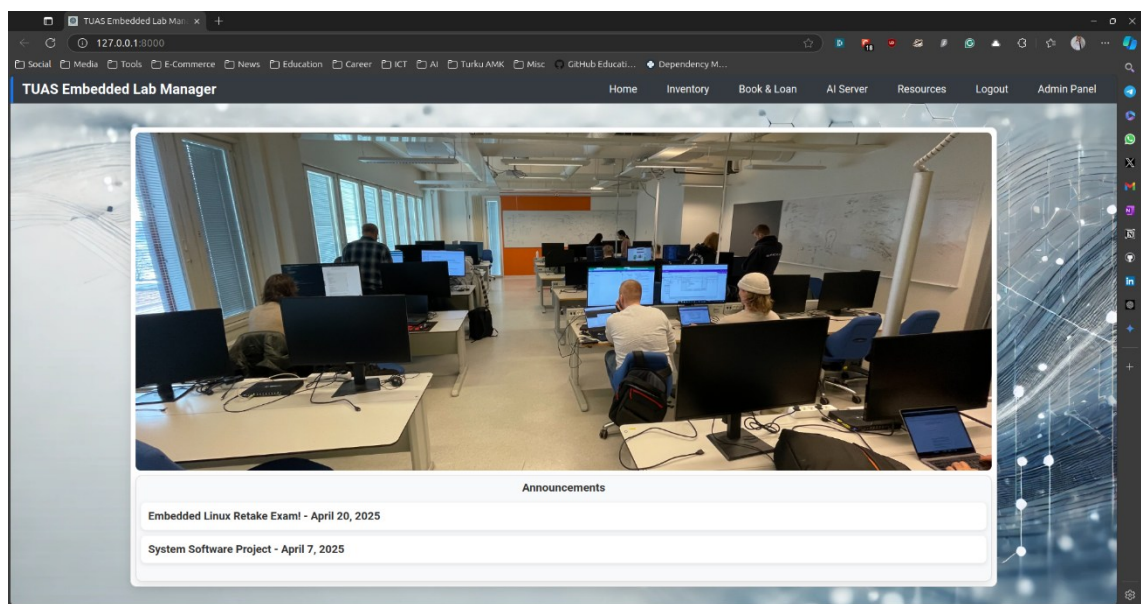 TUAS Embedded Lab Man
127.0.0.1:8000
18
Social Media Tools E-Commerce News Education Career ICT AI Turku AMK Misc GitHub Educati... Dependency M...
TUAS Embedded Lab Manager Home Inventory Book & Loan AI Server Resources Logout Admin Panel
Announcements
Embedded Linux Retake Exam! - April 20, 2025
System Software Project - April 7, 2025